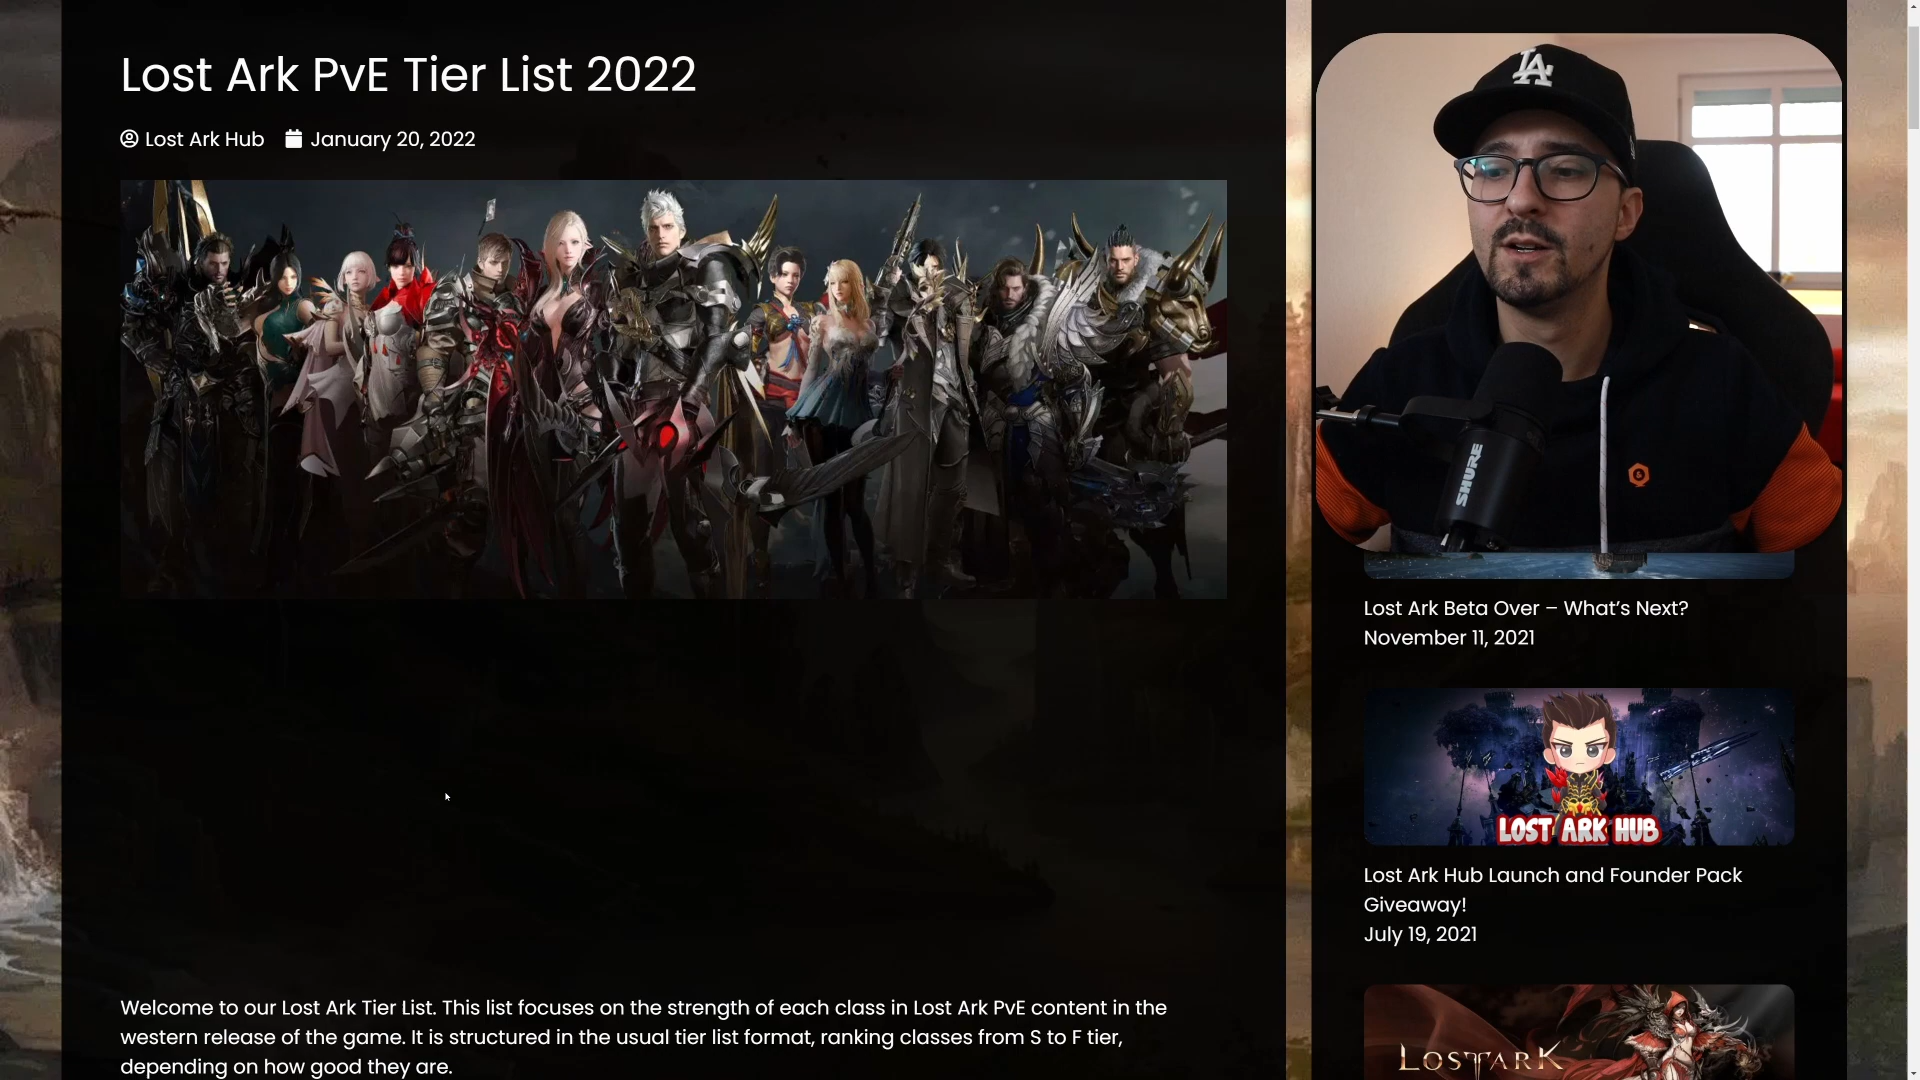 Lost Ark PvE Tier List 2022
Lost Ark Hub January 20, 2022
LA
SHURE
Welcome to our Lost Ark Tier List. This list focuses on the strength of each class in Lost Ark PvE content in the
western release of the game. It is structured in the usual tier list format, ranking classes from S to F tier,
depending on how good they are.
Lost Ark Beta Over – What's Next?
November 11, 2021
LOST ARK HUB
Lost Ark Hub Launch and Founder Pack
Giveaway!
July 19, 2021
LOST ARK